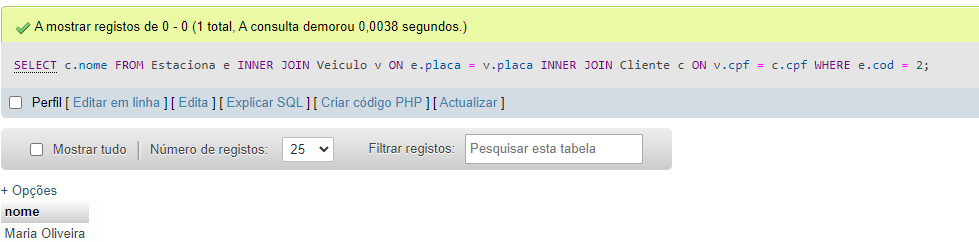 A mostrar registos de 0 - 0 (1 total, A consulta demorou 0,0038 segundos.)
SELECT c.nome FROM Estaciona e INNER JOIN Veiculo v ON e.placa = v.placa INNER JOIN Cliente c ON v.cpf = c.cpf WHERE e.cod = 2;
Perfil [ Editar em linha ] [ Edita ] [ Explicar SQL ] [ Criar código PHP ] [ Actualizar ]
Mostrar tudo | Número de registos: 25 Filtrar registos: Pesquisar esta tabela
+ Opções
nome
Maria Oliveira